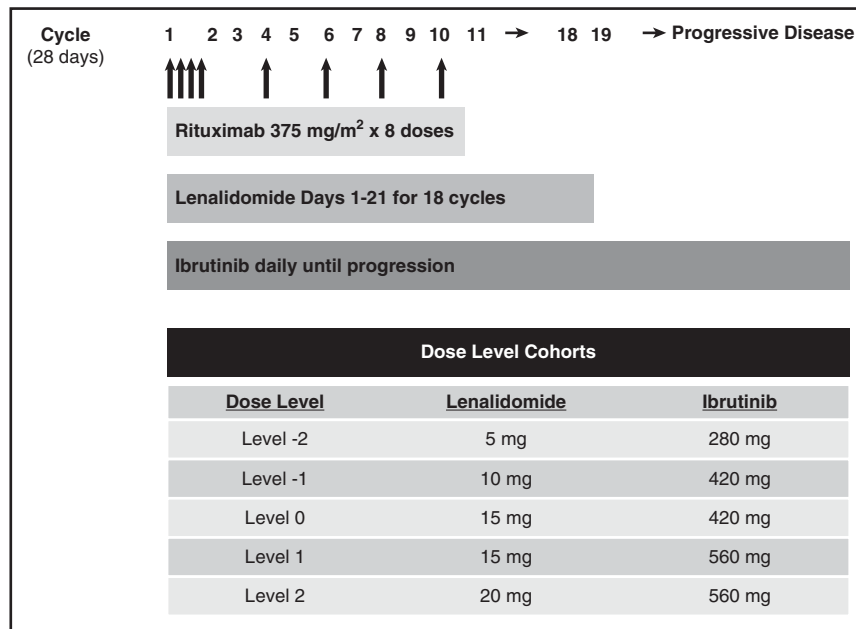 Cycle 1 2 3 4 5 6 7 8 9 10 11 → 18 19 → Progressive Disease
(28 days)
Rituximab 375 mg/m² x 8 doses
Lenalidomide Days 1-21 for 18 cycles
Ibrutinib daily until progression
Dose Level Cohorts
Dose Level Lenalidomide Ibrutinib
Level -2 5 mg 280 mg
Level -1 10 mg 420 mg
Level 0 15 mg 420 mg
Level 1 15 mg 560 mg
Level 2 20 mg 560 mg